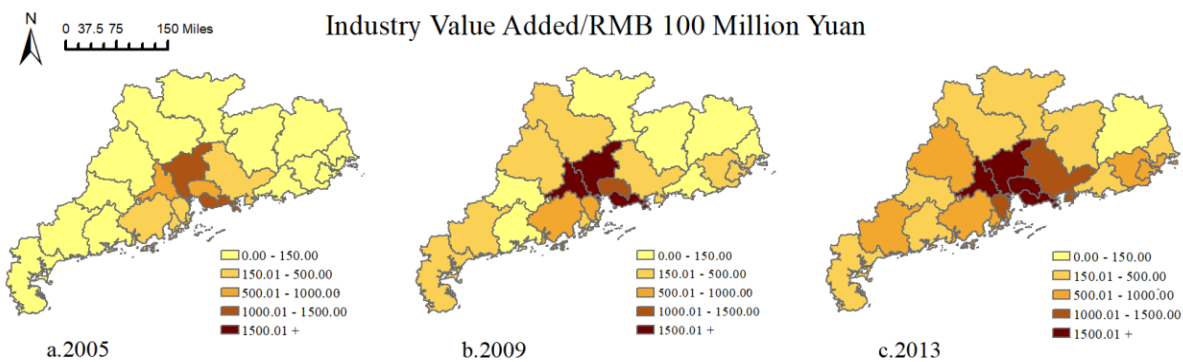 Industry Value Added/RMB 100 Million Yuan
N
0 37.5 75 150 Miles
0.00 - 150.00
150.01 - 500.00
500.01 - 1000.00
1000.01 - 1500.00
1500.01 +
a.2005
0.00 - 150.00
150.01 - 500.00
500.01 - 1000.00
1000.01 - 1500.00
1500.01 +
b.2009
0.00 - 150.00
150.01 - 500.00
500.01 - 1000.00
1000.01 - 1500.00
1500.01 +
c.2013